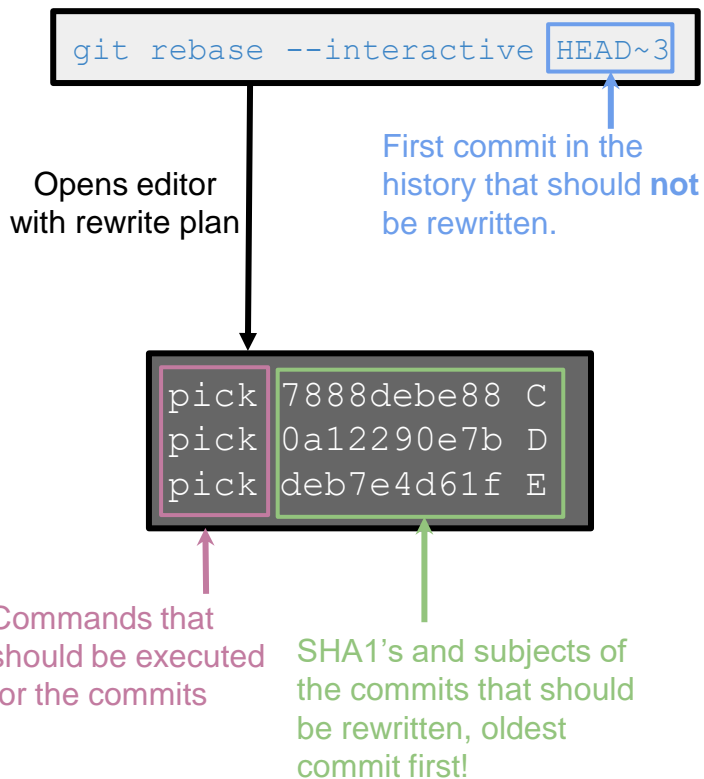 git rebase --interactive HEAD~3
First commit in the
history that should not
be rewritten.
Opens editor
with rewrite plan
pick 7888debe88 C
pick 0a12290e7b D
pick deb7e4d61f E
Commands that
should be executed
for the commits
SHA1’s and subjects of
the commits that should
be rewritten, oldest
commit first!